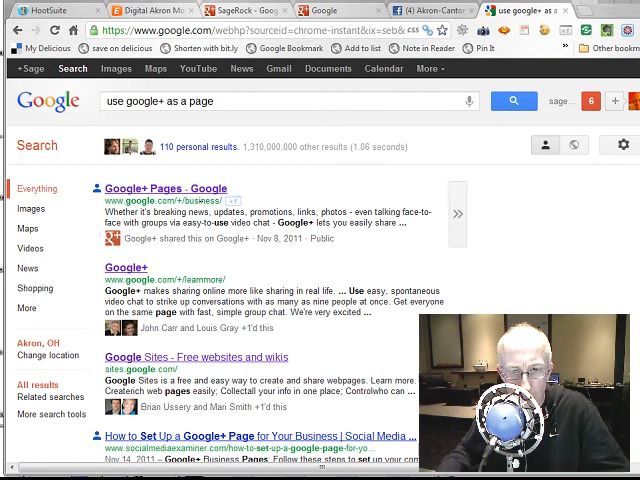 HootSuite
Digital Akron Mo
SageRock - Goog
Google
(4) Akron-Canton
use google+ as a
https://www.google.com/webhp?sourceid=chrome-instant&ix=seb&
CSS
Bookmarks
save on delicious
Shorten with bit.ly
Google Bookmark
Add to list
Note in Reader
Pin It
Other bookm
+Sage
Search
Images
Maps
YouTube
News
Gmail
Documents
Calendar
More
Google
use google+ as a page
sage...
6
+
Search
110 personal results. 1,310,000,000 other results (1.06 seconds)
Everything
Images
Maps
Videos
News
Shopping
More
Akron, OH
Change location
All results
Related searches
More search tools
Google+ Pages - Google
www.google.com/+/business/
+1
Whether it's breaking news, updates, promotions, links, photos - even talking face-to-
face with groups via easy-to-use video chat - Google+ lets you easily share ...
Google+ shared this on Google+ · Nov 8, 2011 · Public
Google+
www.google.com/+/learnmore/
Google+ makes sharing online more like sharing in real life. ... Use easy, spontaneous
video chat to strike up conversations with as many as nine people at once. Get everyone
on the same page with fast, simple group chat. We're very excited ...
John Carr and Louis Gray +1'd this
Google Sites - Free websites and wikis
sites.google.com/
Google Sites is a free and easy way to create and share webpages. Learn more.
Createrich web pages easily; Collectall your info in one place; Controlwho can ...
Brian Ussery and Mari Smith +1'd this
How to Set Up a Google+ Page for Your Business | Social Media ...
www.socialmediaexaminer.com/how-to-set-up-a-google-page-for-yo...
Nov 14, 2011 – Google+ Business Pages: Follow these steps to set up your com